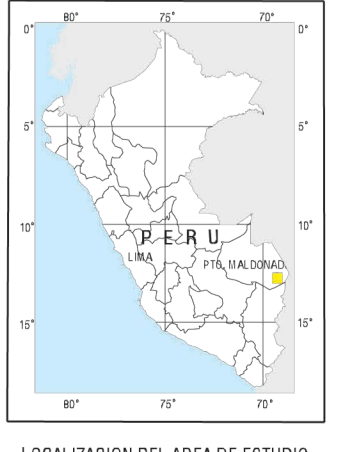 80° 75° 70°
0° 0°
5° 5°
10° 10°
PERU
LIMA
PTO. MALDONAD
15° 15°
80° 75° 70°
LOCALIZACION DEL AREA DE ESTUDIO